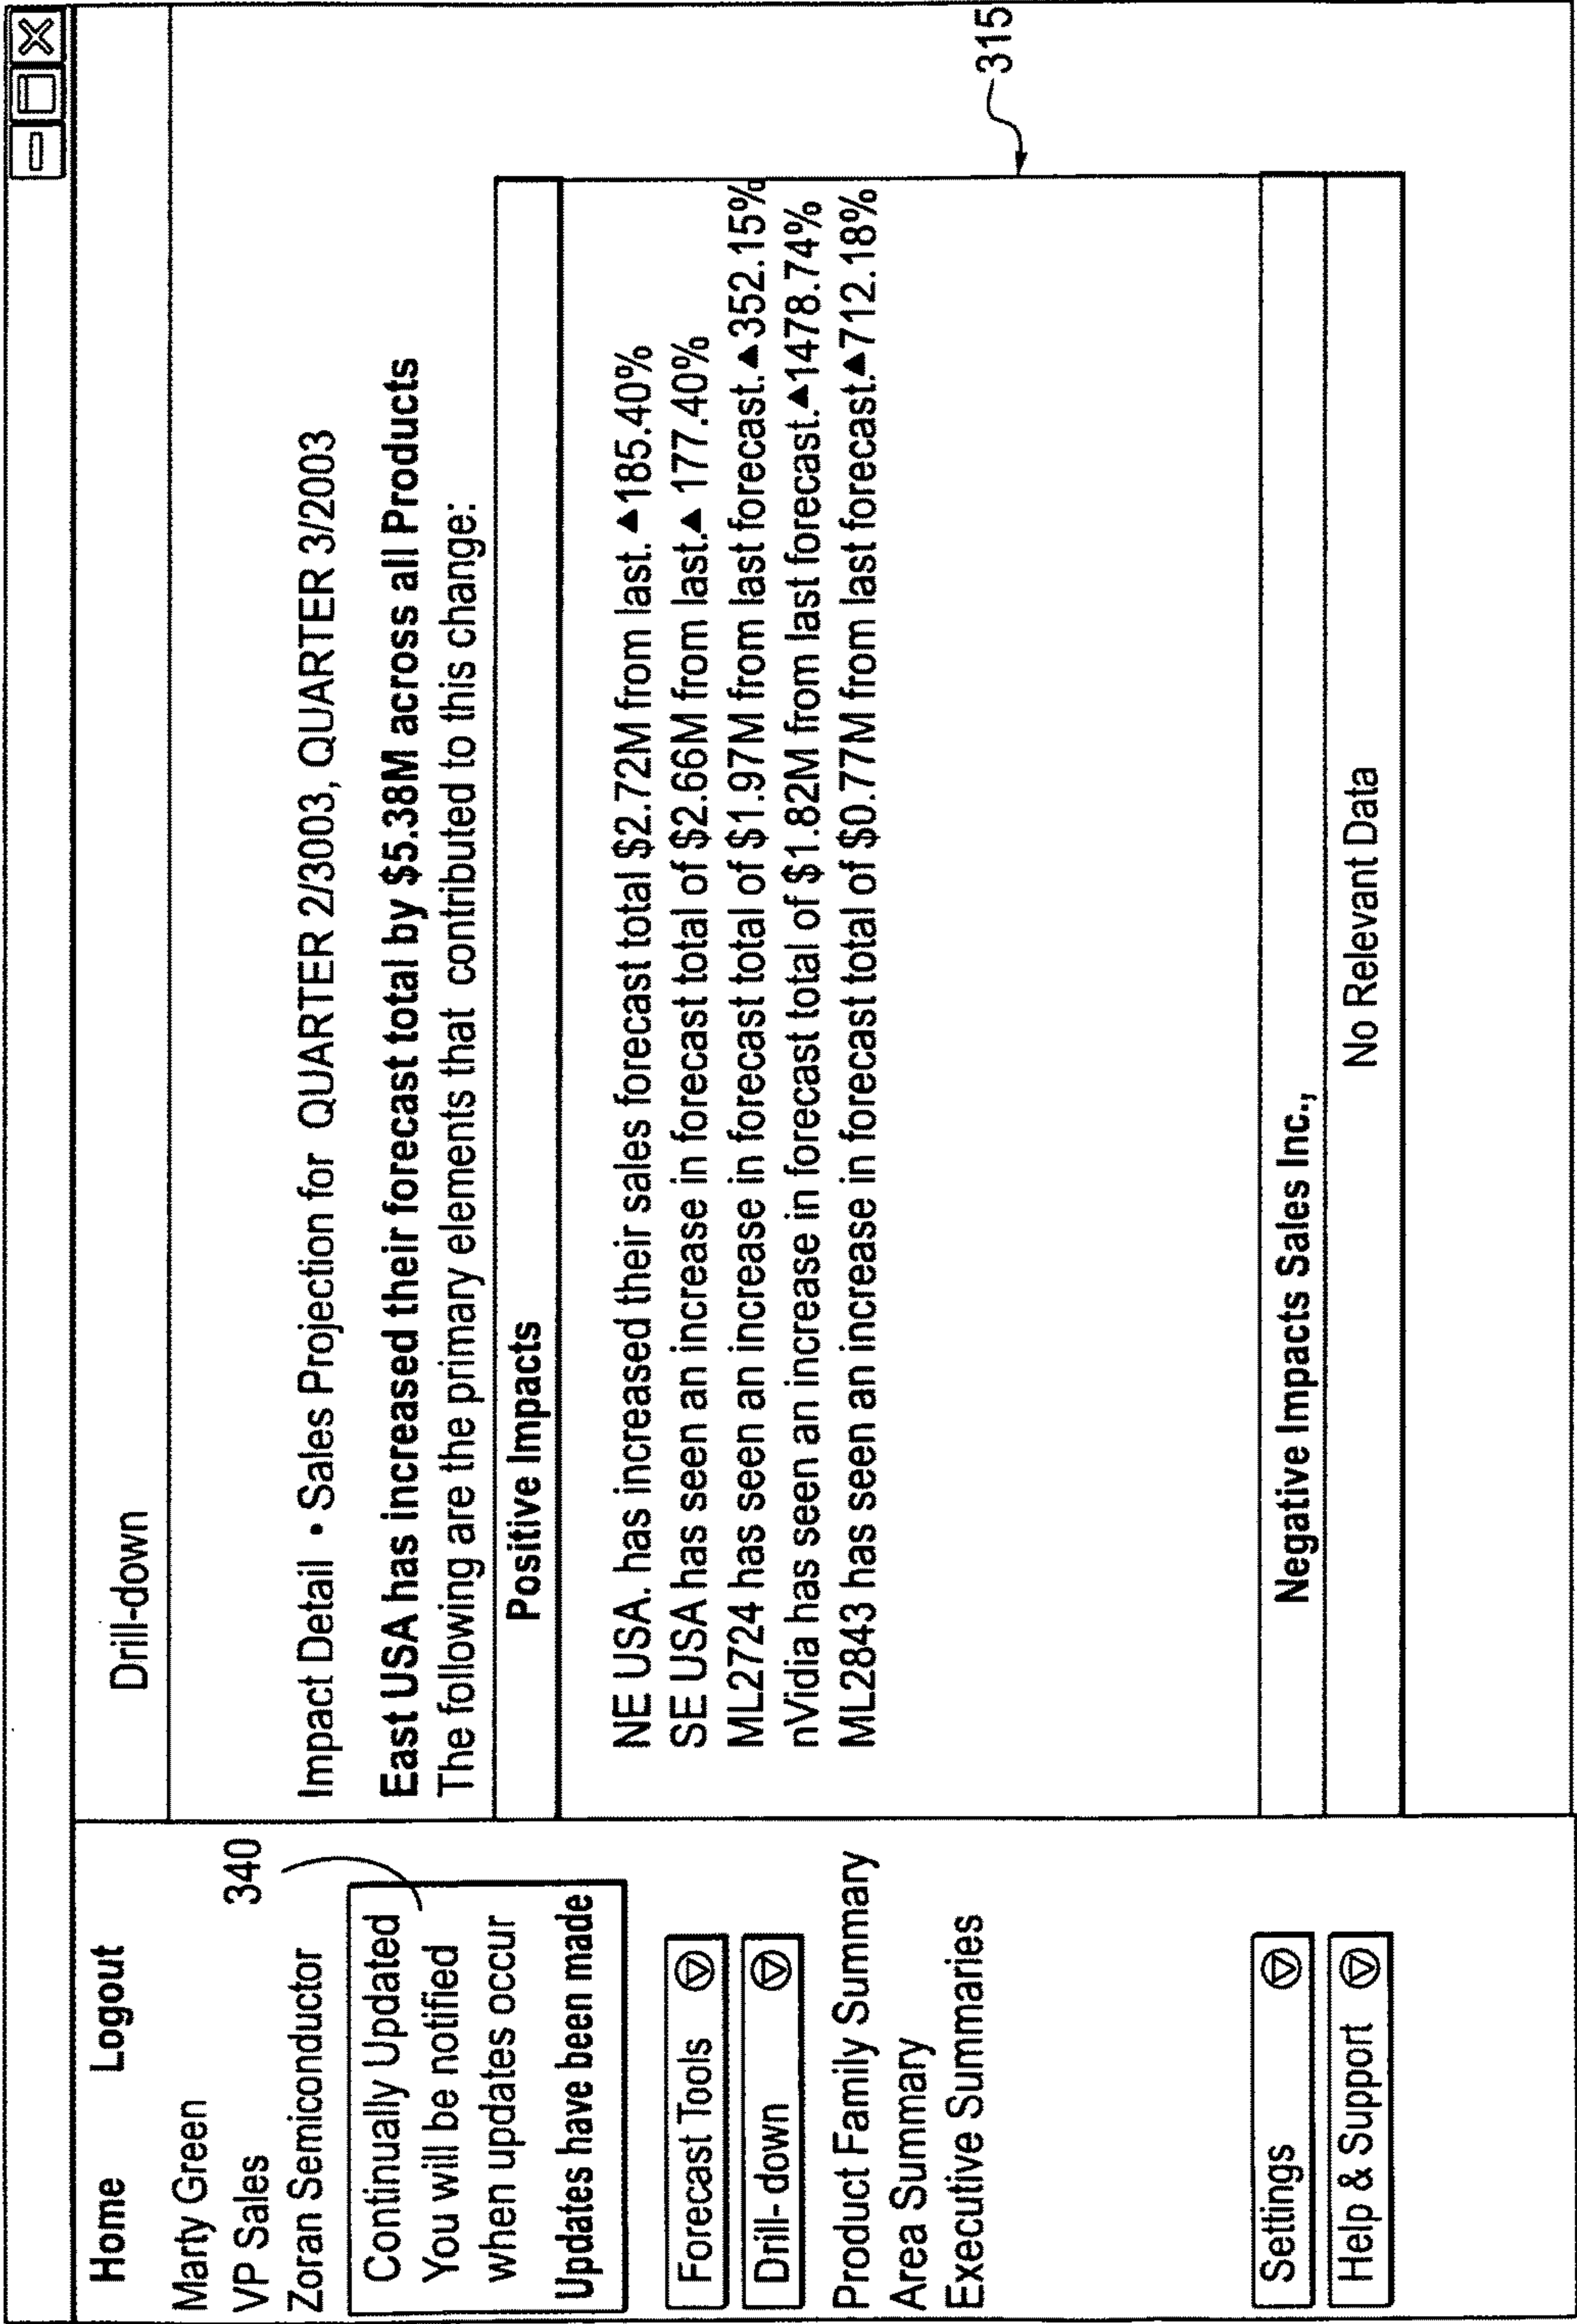 Home Logout
Marty Green
VP Sales
Zoran Semiconductor
340
Continually Updated
You will be notified
when updates occur
Updates have been made
Forecast Tools
Drill- down
Product Family Summary
Area Summary
Executive Summaries
Settings
Help & Support
Drill-down
Impact Detail • Sales Projection for QUARTER 2/3003, QUARTER 3/2003
East USA has increased their forecast total by $5.38M across all Products
The following are the primary elements that contributed to this change:
Positive Impacts
NE USA. has increased their sales forecast total $2.72M from last. ▲185.40%
SE USA has seen an increase in forecast total of $2.66M from last.▲ 177.40%
ML2724 has seen an increase in forecast total of $1.97M from last forecast.▲352.15%
nVidia has seen an increase in forecast total of $1.82M from last forecast.▲1478.74%
ML2843 has seen an increase in forecast total of $0.77M from last forecast.▲712.18%
315
Negative Impacts Sales Inc.,
No Relevant Data